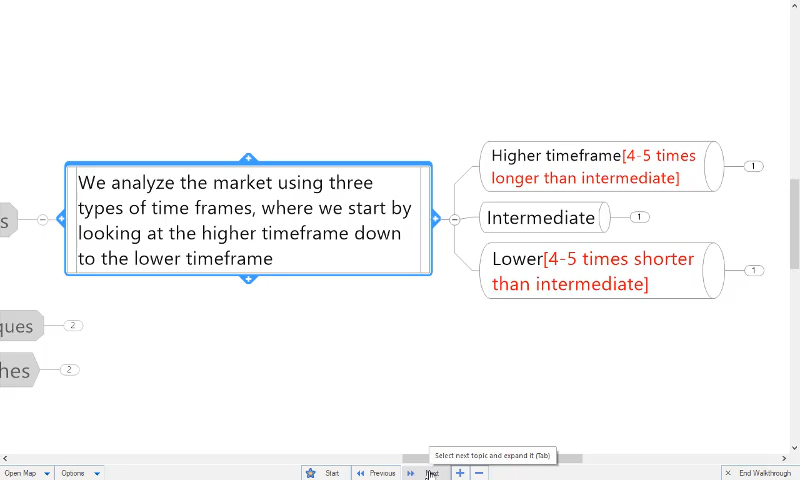 We analyze the market using three
types of time frames, where we start by
looking at the higher timeframe down
to the lower timeframe
Higher timeframe[4-5 times
longer than intermediate]
1
Intermediate
1
Lower[4-5 times shorter
than intermediate]
1
s
ques
2
hes
2
Select next topic and expand it (Tab)
Open Map
Options
Start
Previous
Next
End Walkthrough